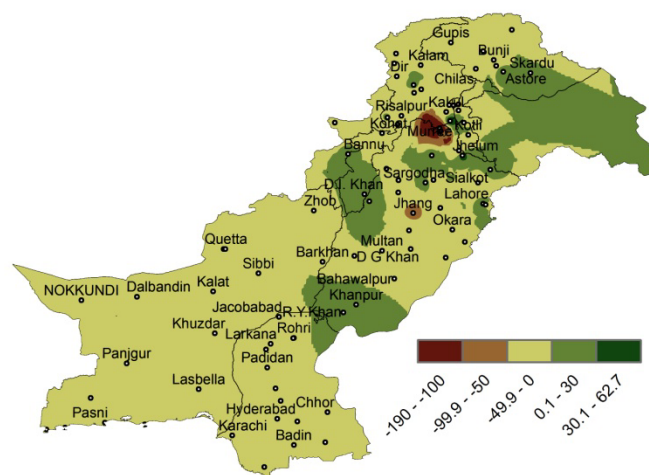 Gupis
Kalam
Bunji
Dir
Skardu
Chilas
Astore
Risalpur
Kakul
Kohat
Kotli
Murree
Bannu
Jhelum
Sargodha
Sialkot
D.I. Khan
Zhob
Lahore
Jhang
Okara
Quetta
Multan
Barkhan
D G Khan
Sibbi
Bahawalpur
NOKKUNDI
Dalbandin
Kalat
Khanpur
Jacobabad
R.Y.Khan
Khuzdar
Larkana
Rohri
Panjgur
Padidan
Lasbella
Pasni
Hyderabad
Chhor
Karachi
Badin
-190 - -100
-99.9 - -50
-49.9 - 0
0.1 - 30
30.1 - 62.7